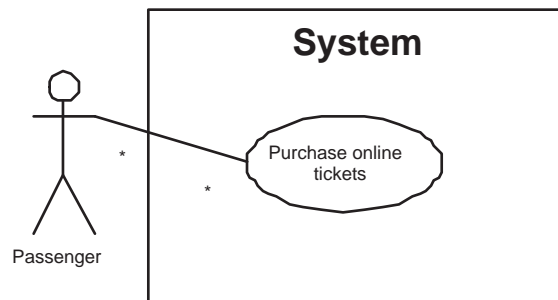 System
Purchase online
tickets
*
*
Passenger